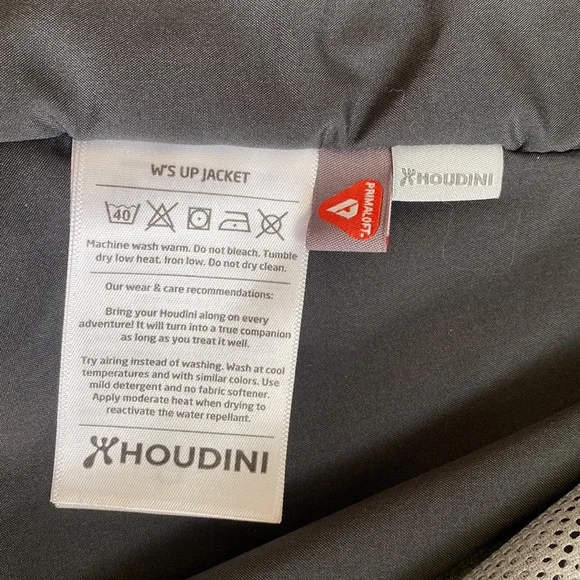 W'S UP JACKET
40
Machine wash warm. Do not bleach. Tumble
dry low heat. Iron low. Do not dry clean.
Our wear & care recommendations:
Bring your Houdini along on every
adventure! It will turn into a true companion
as long as you treat it well.
Try airing instead of washing. Wash at cool
temperatures and with similar colors. Use
mild detergent and no fabric softener.
Apply moderate heat when drying to
reactivate the water repellant.
HOUDINI
PRIMALOFT.
HOUDINI